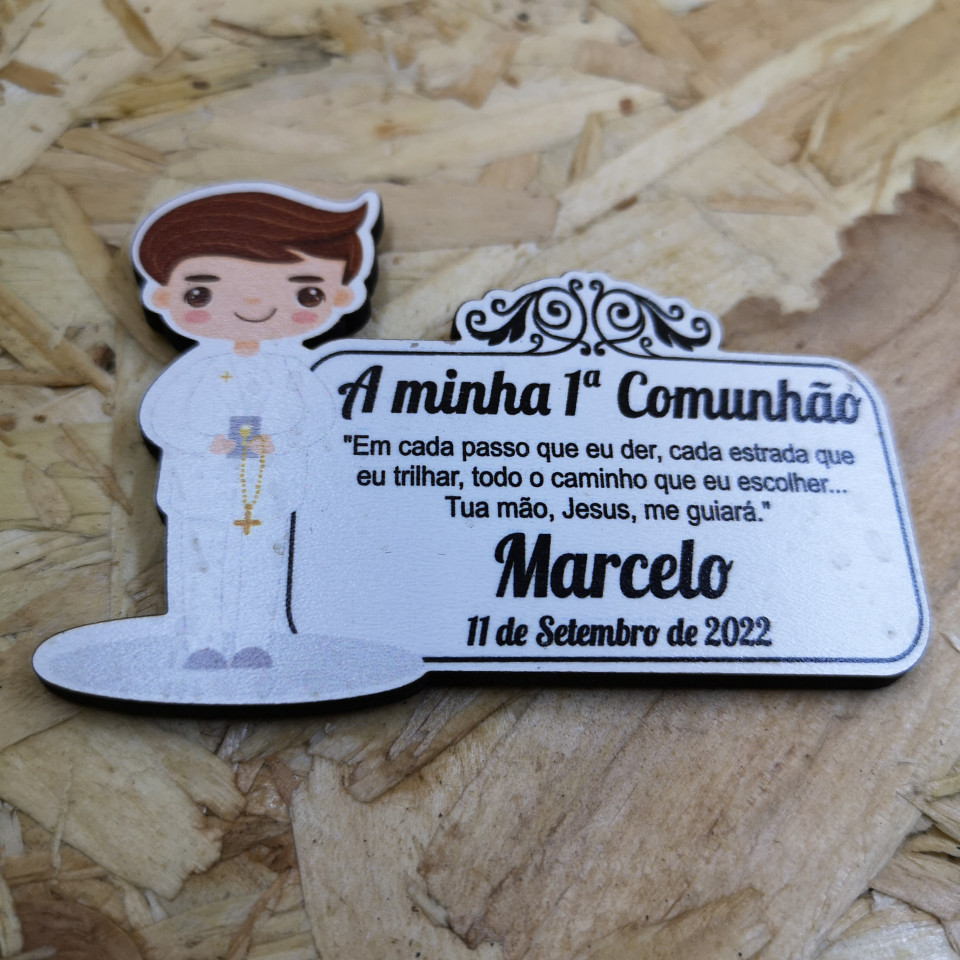 A minha 1ª Comunhão
"Em cada passo que eu der, cada estrada que
eu trilhar, todo o caminho que eu escolher...
Tua mão, Jesus, me guiará."
Marcelo
11 de Setembro de 2022